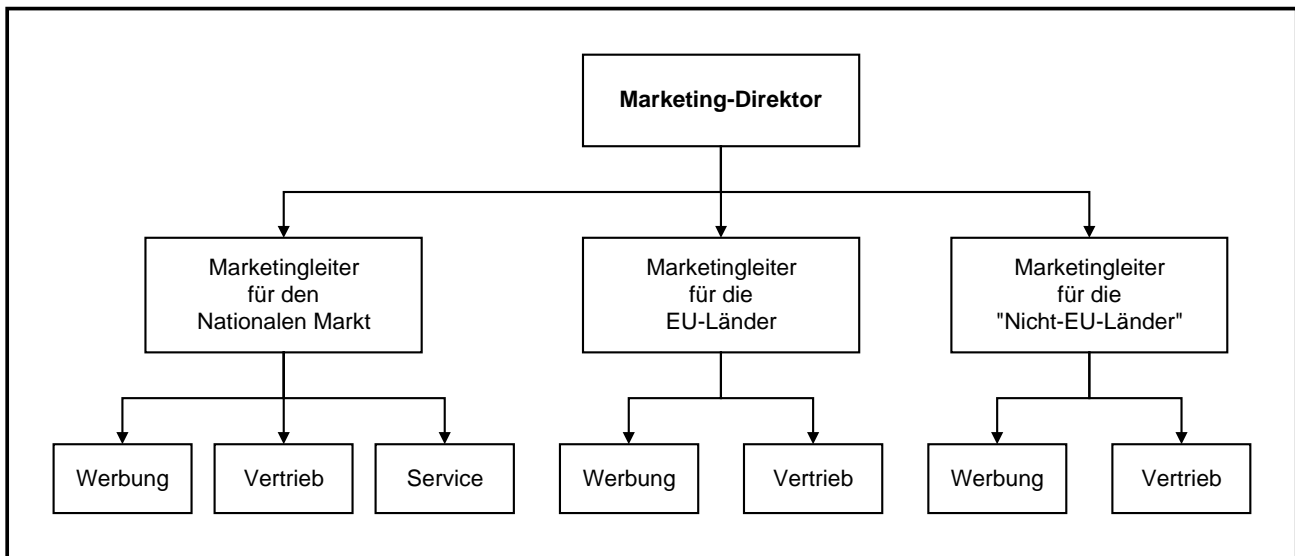 Marketing-Direktor
Marketingleiter
für den
Nationalen Markt
Marketingleiter
für die
EU-Länder
Marketingleiter
für die
"Nicht-EU-Länder"
Werbung
Vertrieb
Service
Werbung
Vertrieb
Werbung
Vertrieb